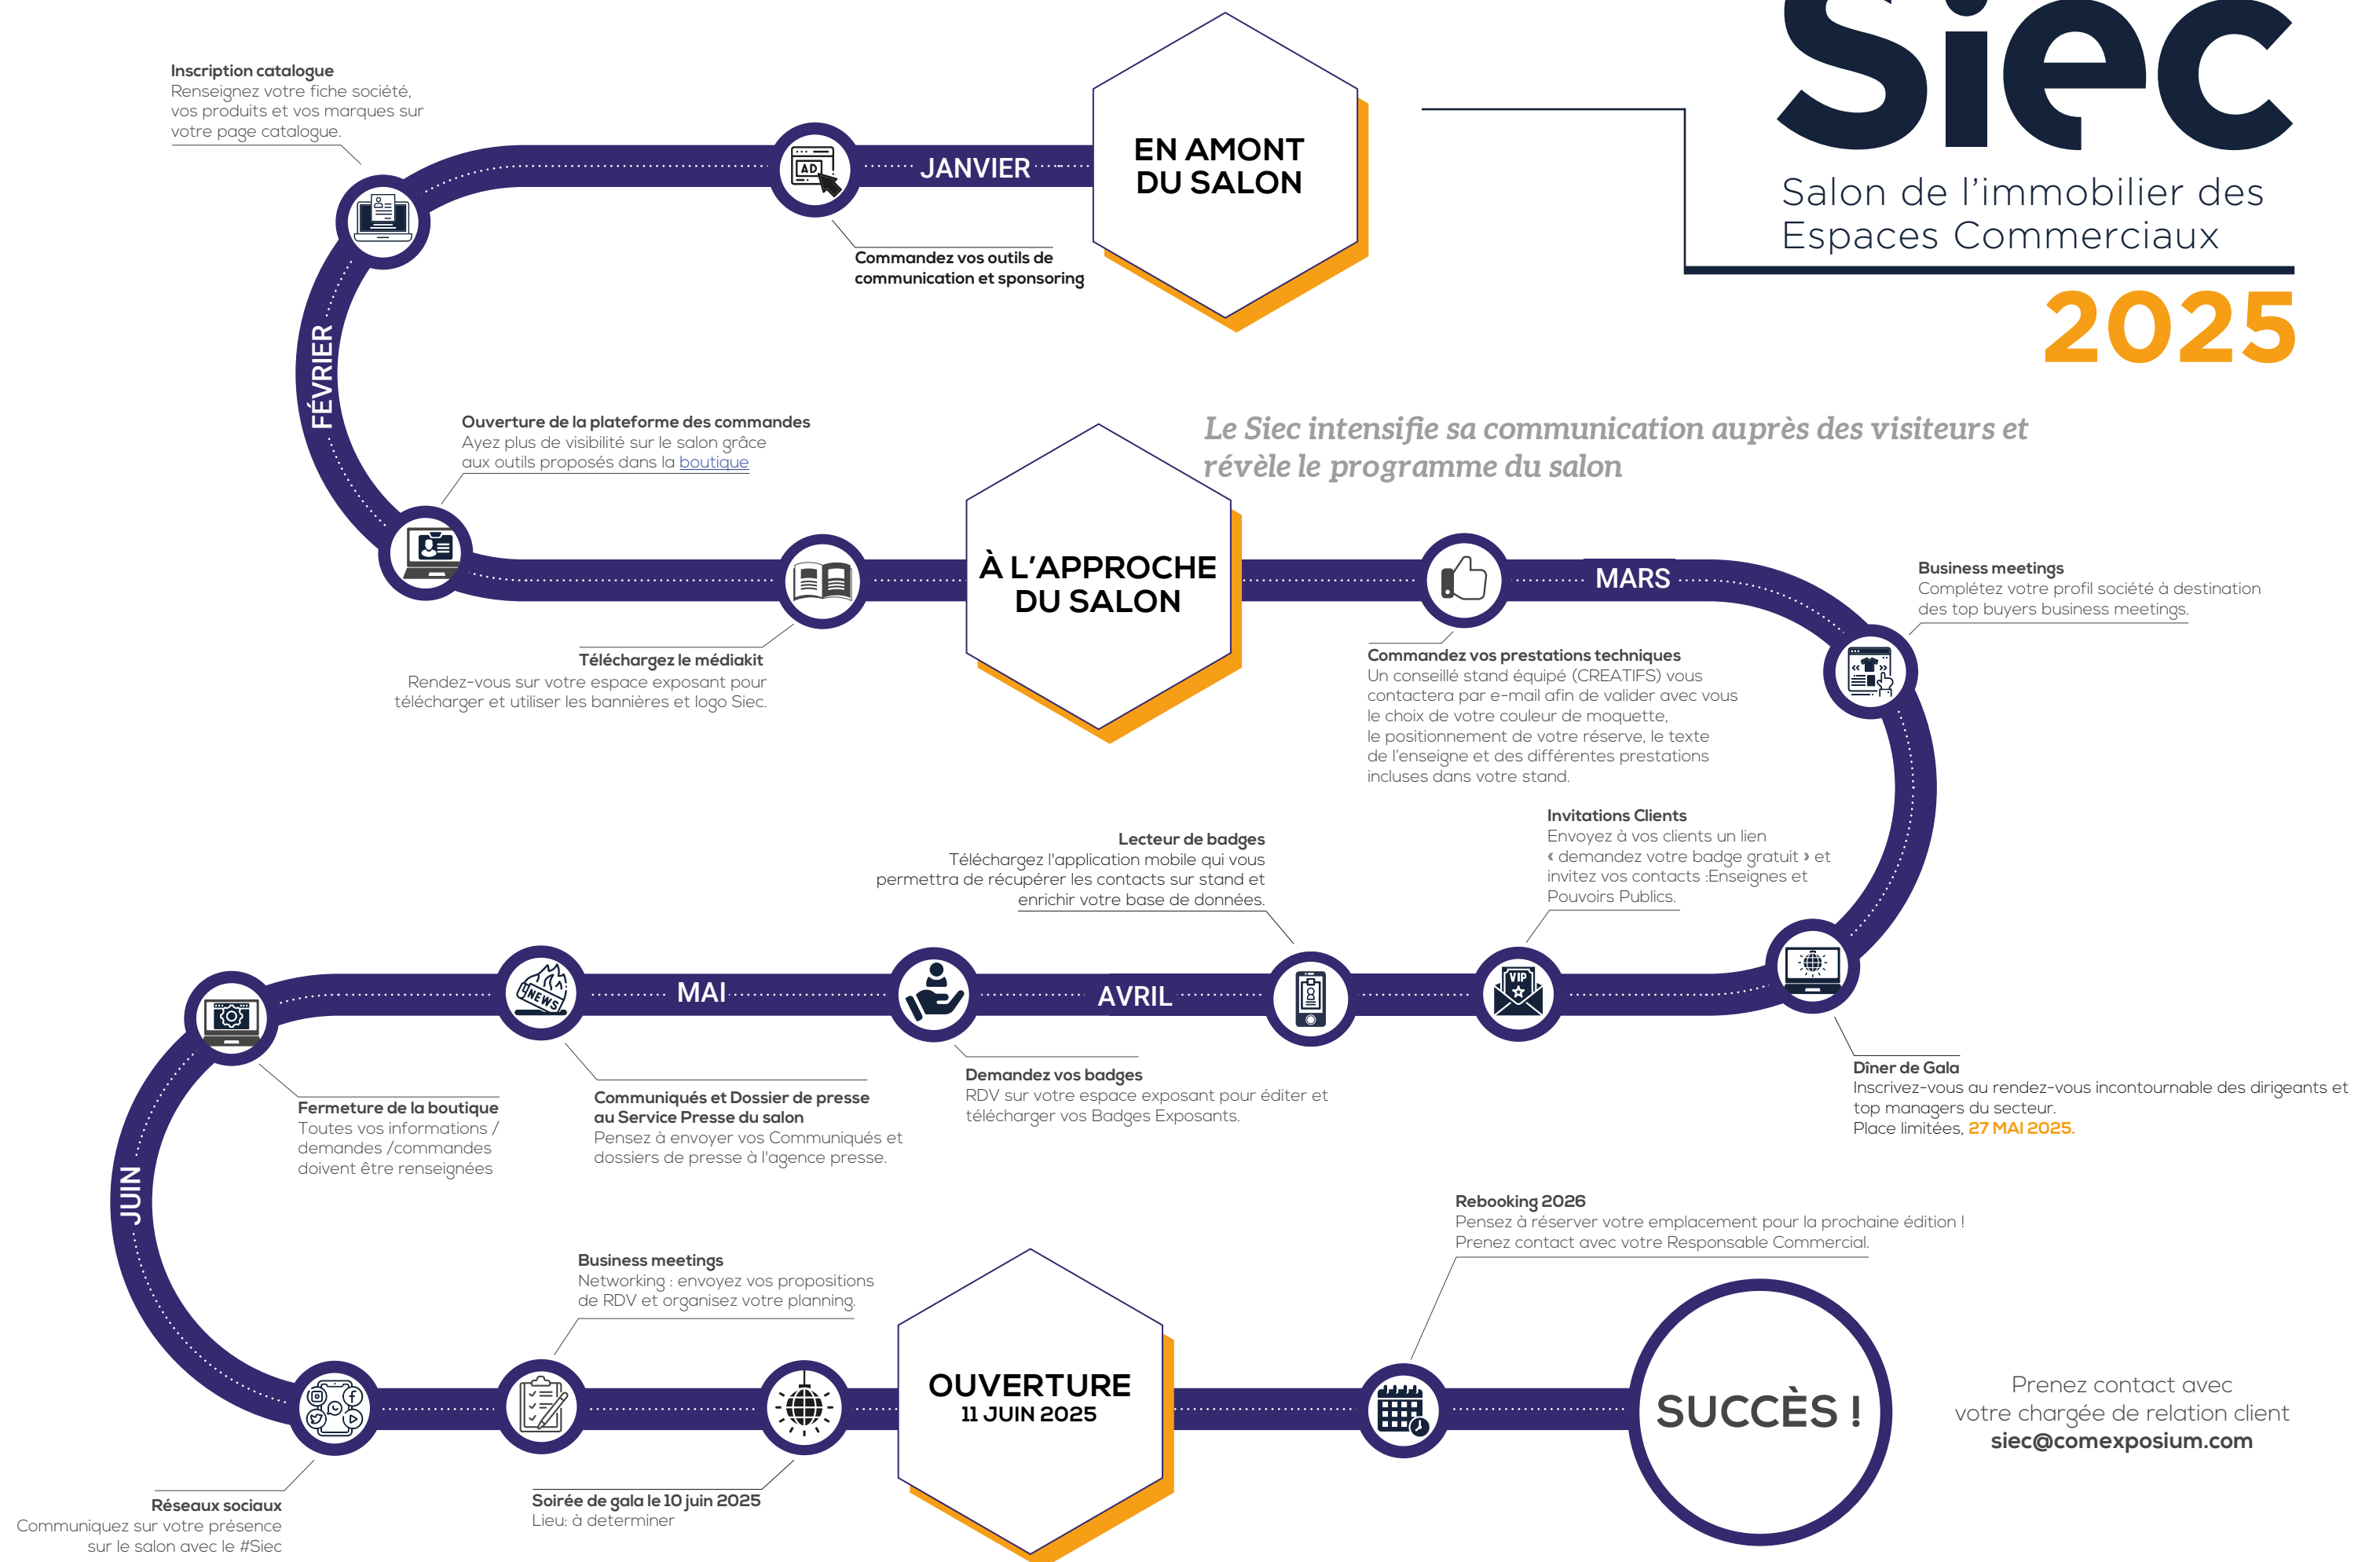 Siec
Salon de l'immobilier des
Espaces Commerciaux
2025
EN AMONT
DU SALON
JANVIER
AD
Commandez vos outils de
communication et sponsoring
Inscription catalogue
Renseignez votre fiche société,
vos produits et vos marques sur
votre page catalogue.
FÉVRIER
Ouverture de la plateforme des commandes
Ayez plus de visibilité sur le salon grâce
aux outils proposés dans la boutique
Téléchargez le médiakit
Rendez-vous sur votre espace exposant pour
télécharger et utiliser les bannières et logo Siec.
À L'APPROCHE
DU SALON
Le Siec intensifie sa communication auprès des visiteurs et
révèle le programme du salon
MARS
Commandez vos prestations techniques
Un conseillé stand équipé (CREATIFS) vous
contactera par e-mail afin de valider avec vous
le choix de votre couleur de moquette,
le positionnement de votre réserve, le texte
de l'enseigne et des différentes prestations
incluses dans votre stand.
Business meetings
Complétez votre profil société à destination
des top buyers business meetings.
Dîner de Gala
Inscrivez-vous au rendez-vous incontournable des dirigeants et
top managers du secteur.
Place limitées, 27 MAI 2025.
Invitations Clients
Envoyez à vos clients un lien
« demandez votre badge gratuit » et
invitez vos contacts :Enseignes et
Pouvoirs Publics.
VIP
Lecteur de badges
Téléchargez l'application mobile qui vous
permettra de récupérer les contacts sur stand et
enrichir votre base de données.
AVRIL
Demandez vos badges
RDV sur votre espace exposant pour éditer et
télécharger vos Badges Exposants.
MAI
NEWS
Communiqués et Dossier de presse
au Service Presse du salon
Pensez à envoyer vos Communiqués et
dossiers de presse à l'agence presse.
Fermeture de la boutique
Toutes vos informations /
demandes /commandes
doivent être renseignées
JUIN
Réseaux sociaux
Communiquez sur votre présence
sur le salon avec le #Siec
Business meetings
Networking : envoyez vos propositions
de RDV et organisez votre planning.
Soirée de gala le 10 juin 2025
Lieu: à determiner
OUVERTURE
11 JUIN 2025
Rebooking 2026
Pensez à réserver votre emplacement pour la prochaine édition !
Prenez contact avec votre Responsable Commercial.
SUCCÈS !
Prenez contact avec
votre chargée de relation client
siec@comexposium.com